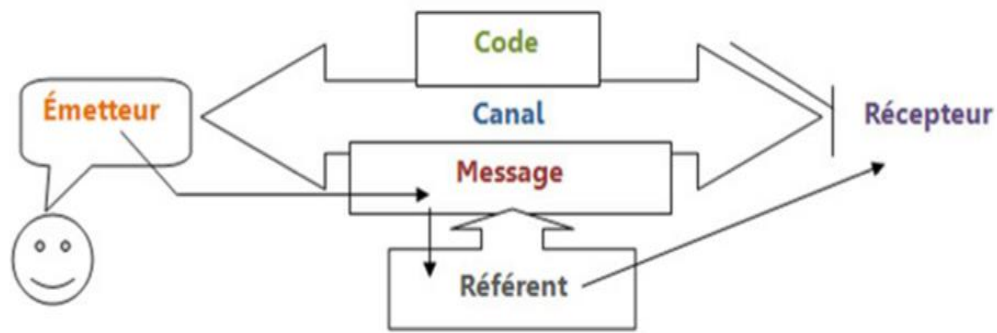 Code
Émetteur
Canal
Récepteur
Message
Référent